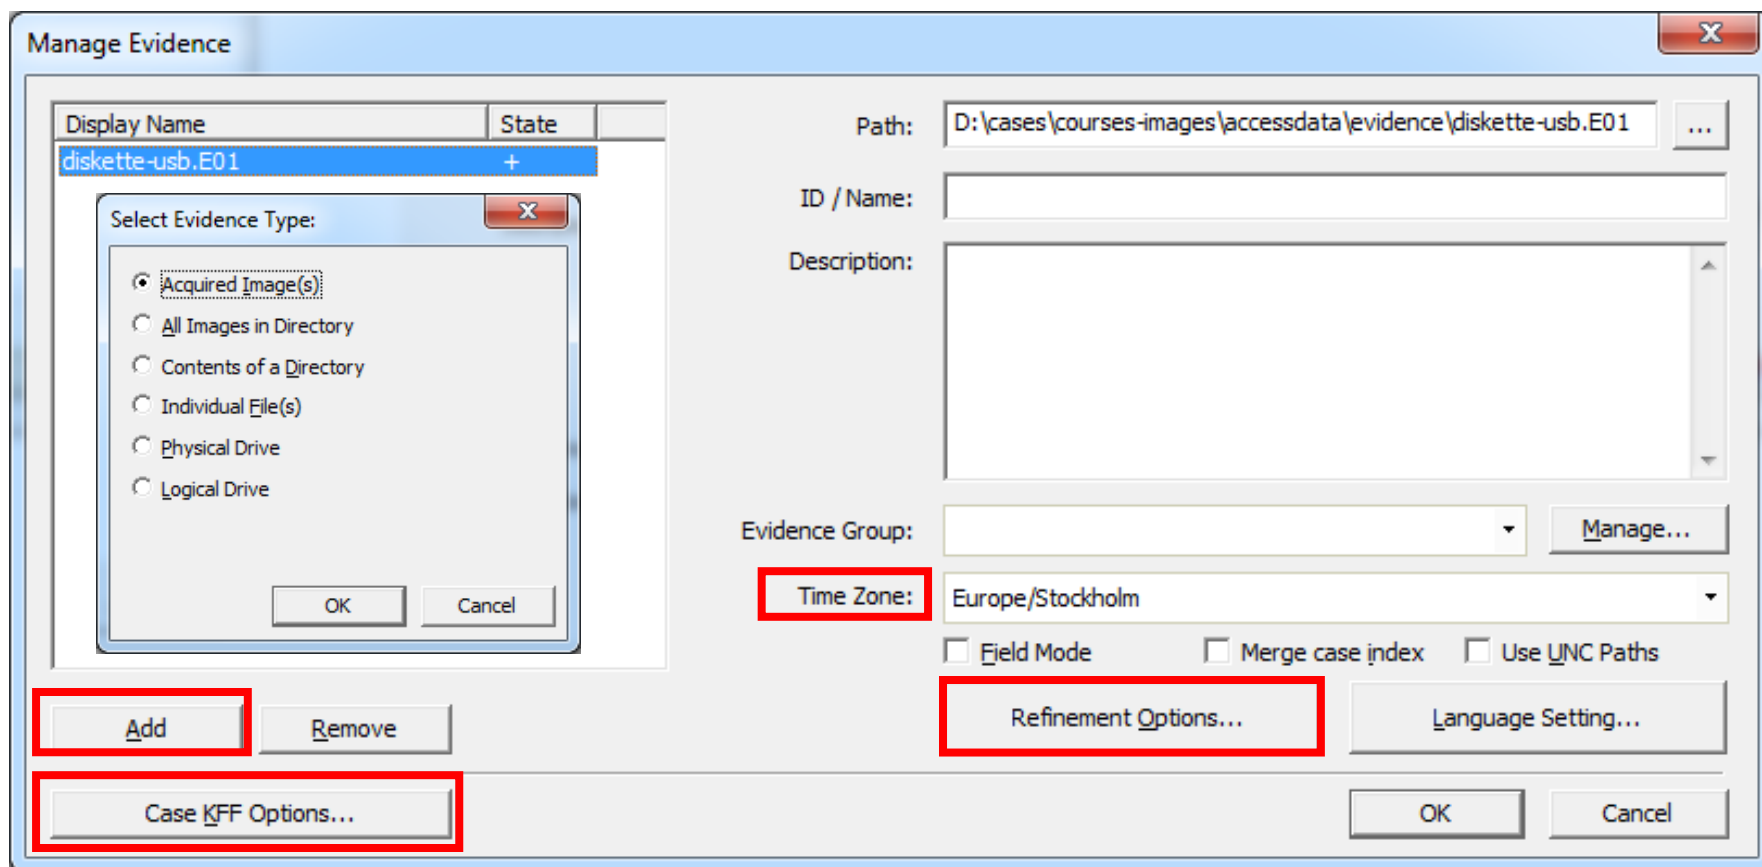 Manage Evidence
Display Name State
diskette-usb.E01 +
Select Evidence Type:
Acquired Image(s)
All Images in Directory
Contents of a Directory
Individual File(s)
Physical Drive
Logical Drive
OK Cancel
Add Remove
Case KFF Options...
Path: D:\cases\courses-images\accessdata\evidence\diskette-usb.E01 ...
ID / Name:
Description:
Evidence Group: Manage...
Time Zone: Europe/Stockholm
Field Mode Merge case index Use UNC Paths
Refinement Options... Language Setting...
OK Cancel